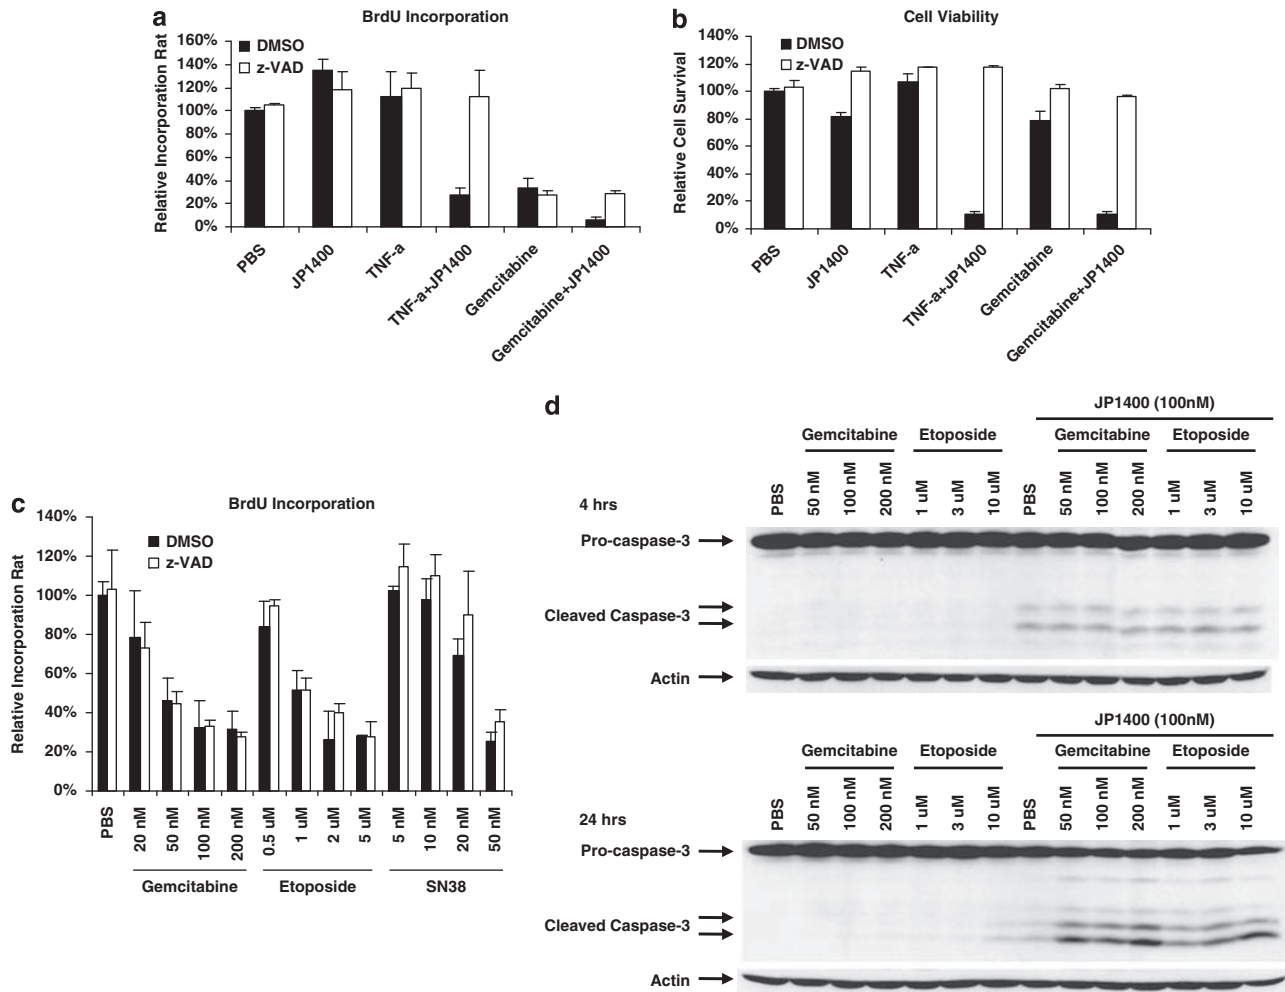 a
BrdU Incorporation
Relative Incorporation Rat
160%
140%
120%
100%
80%
60%
40%
20%
0%
DMSO
z-VAD
PBS
JP1400
TNF-a
TNF-a+JP1400
Gemcitabine
Gemcitabine+JP1400
b
Cell Viability
Relative Cell Survival
140%
120%
100%
80%
60%
40%
20%
0%
DMSO
z-VAD
PBS
JP1400
TNF-a
TNF-a+JP1400
Gemcitabine
Gemcitabine+JP1400
c
BrdU Incorporation
Relative Incorporation Rat
140%
120%
100%
80%
60%
40%
20%
0%
DMSO
z-VAD
PBS
20 nM
50 nM
100 nM
200 nM
0.5 uM
1 uM
2 uM
5 uM
5 nM
10 nM
20 nM
50 nM
Gemcitabine
Etoposide
SN38
d
JP1400 (100nM)
Gemcitabine Etoposide Gemcitabine Etoposide
4 hrs
PBS
50 nM
100 nM
200 nM
1 uM
3 uM
10 uM
PBS
50 nM
100 nM
200 nM
1 uM
3 uM
10 uM
Pro-caspase-3
Cleaved Caspase-3
Actin
JP1400 (100nM)
Gemcitabine Etoposide Gemcitabine Etoposide
24 hrs
PBS
50 nM
100 nM
200 nM
1 uM
3 uM
10 uM
PBS
50 nM
100 nM
200 nM
1 uM
3 uM
10 uM
Pro-caspase-3
Cleaved Caspase-3
Actin